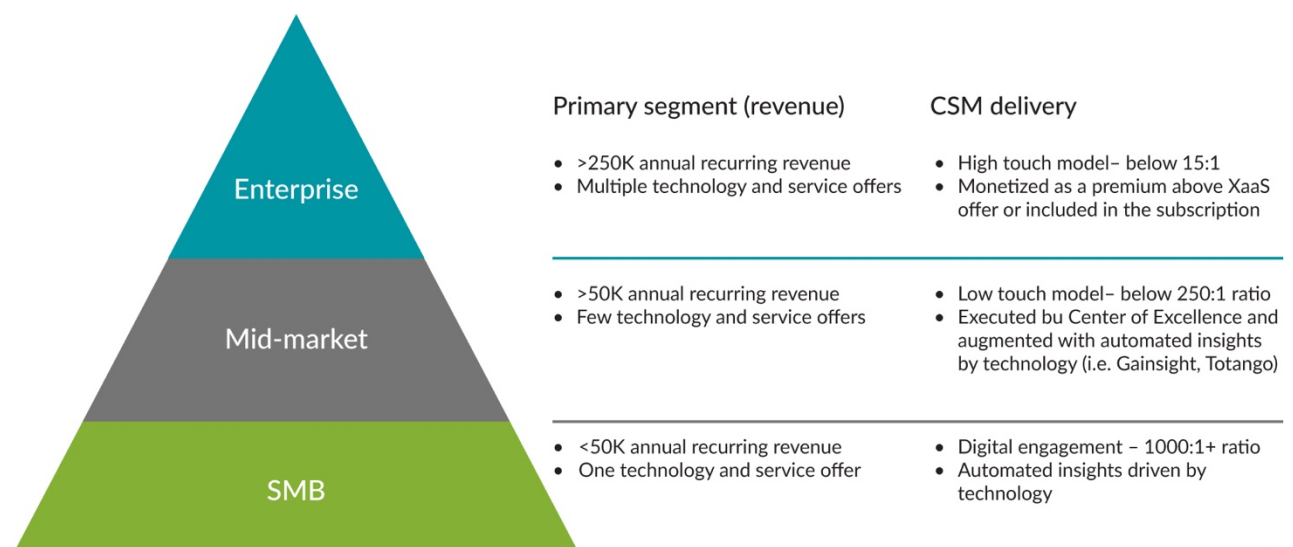 Primary segment (revenue)
CSM delivery
Enterprise
• >250K annual recurring revenue
• Multiple technology and service offers
• High touch model– below 15:1
• Monetized as a premium above XaaS
offer or included in the subscription
Mid-market
• >50K annual recurring revenue
• Few technology and service offers
• Low touch model– below 250:1 ratio
• Executed bu Center of Excellence and
augmented with automated insights
by technology (i.e. Gainsight, Totango)
SMB
• <50K annual recurring revenue
• One technology and service offer
• Digital engagement – 1000:1+ ratio
• Automated insights driven by
technology